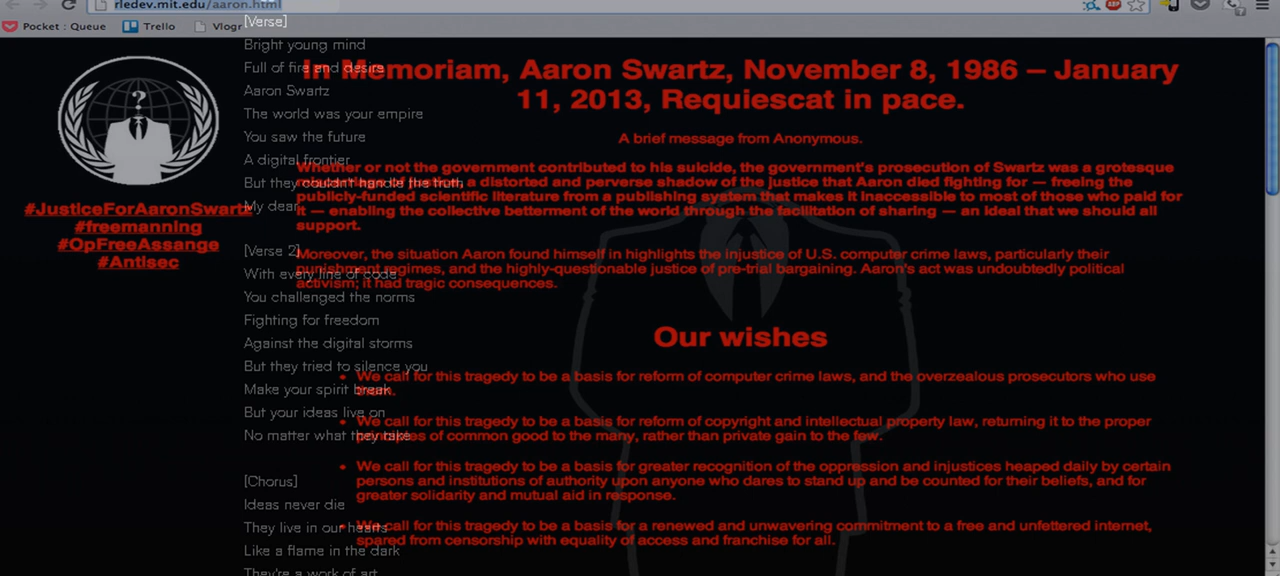 rledev.mit.edu/aaron.html
Pocket : Queue
Trello
Vlogr
[Verse]
Bright young mind
Full of fire and desire
Aaron Swartz
The world was your empire
You saw the future
A digital frontier
But they couldn't handle the truth
My dear
[Verse 2]
With every line of code
You challenged the norms
Fighting for freedom
Against the digital storms
But they tried to silence you
Make your spirit break
But your ideas live on
No matter what they take
[Chorus]
Ideas never die
They live in our hearts
Like a flame in the dark
They're a work of art
#JusticeForAaronSwartz
#freemanning
#OpFreeAssange
#Antisec
In Memoriam, Aaron Swartz, November 8, 1986 – January
11, 2013, Requiescat in pace.
A brief message from Anonymous.
Whether or not the government contributed to his suicide, the government's prosecution of Swartz was a grotesque
a distorted and perverse shadow of the justice that Aaron died fighting for — freeing the
publicly-funded scientific literature from a publishing system that makes it inaccessible to most of those who paid for
it — enabling the collective betterment of the world through the facilitation of sharing — an ideal that we should all
support.
Moreover, the situation Aaron found himself in highlights the injustice of U.S. computer crime laws, particularly their
punishment regimes, and the highly-questionable justice of pre-trial bargaining. Aaron's act was undoubtedly political
activism; it had tragic consequences.
Our wishes
• We call for this tragedy to be a basis for reform of computer crime laws, and the overzealous prosecutors who use
• We call for this tragedy to be a basis for reform of copyright and intellectual property law, returning it to the proper
of common good to the many, rather than private gain to the few.
• We call for this tragedy to be a basis for greater recognition of the oppression and injustices heaped daily by certain
persons and institutions of authority upon anyone who dares to stand up and be counted for their beliefs, and for
greater solidarity and mutual aid in response.
• We call for this tragedy to be a basis for a renewed and unwavering commitment to a free and unfettered internet,
spared from censorship with equality of access and franchise for all.